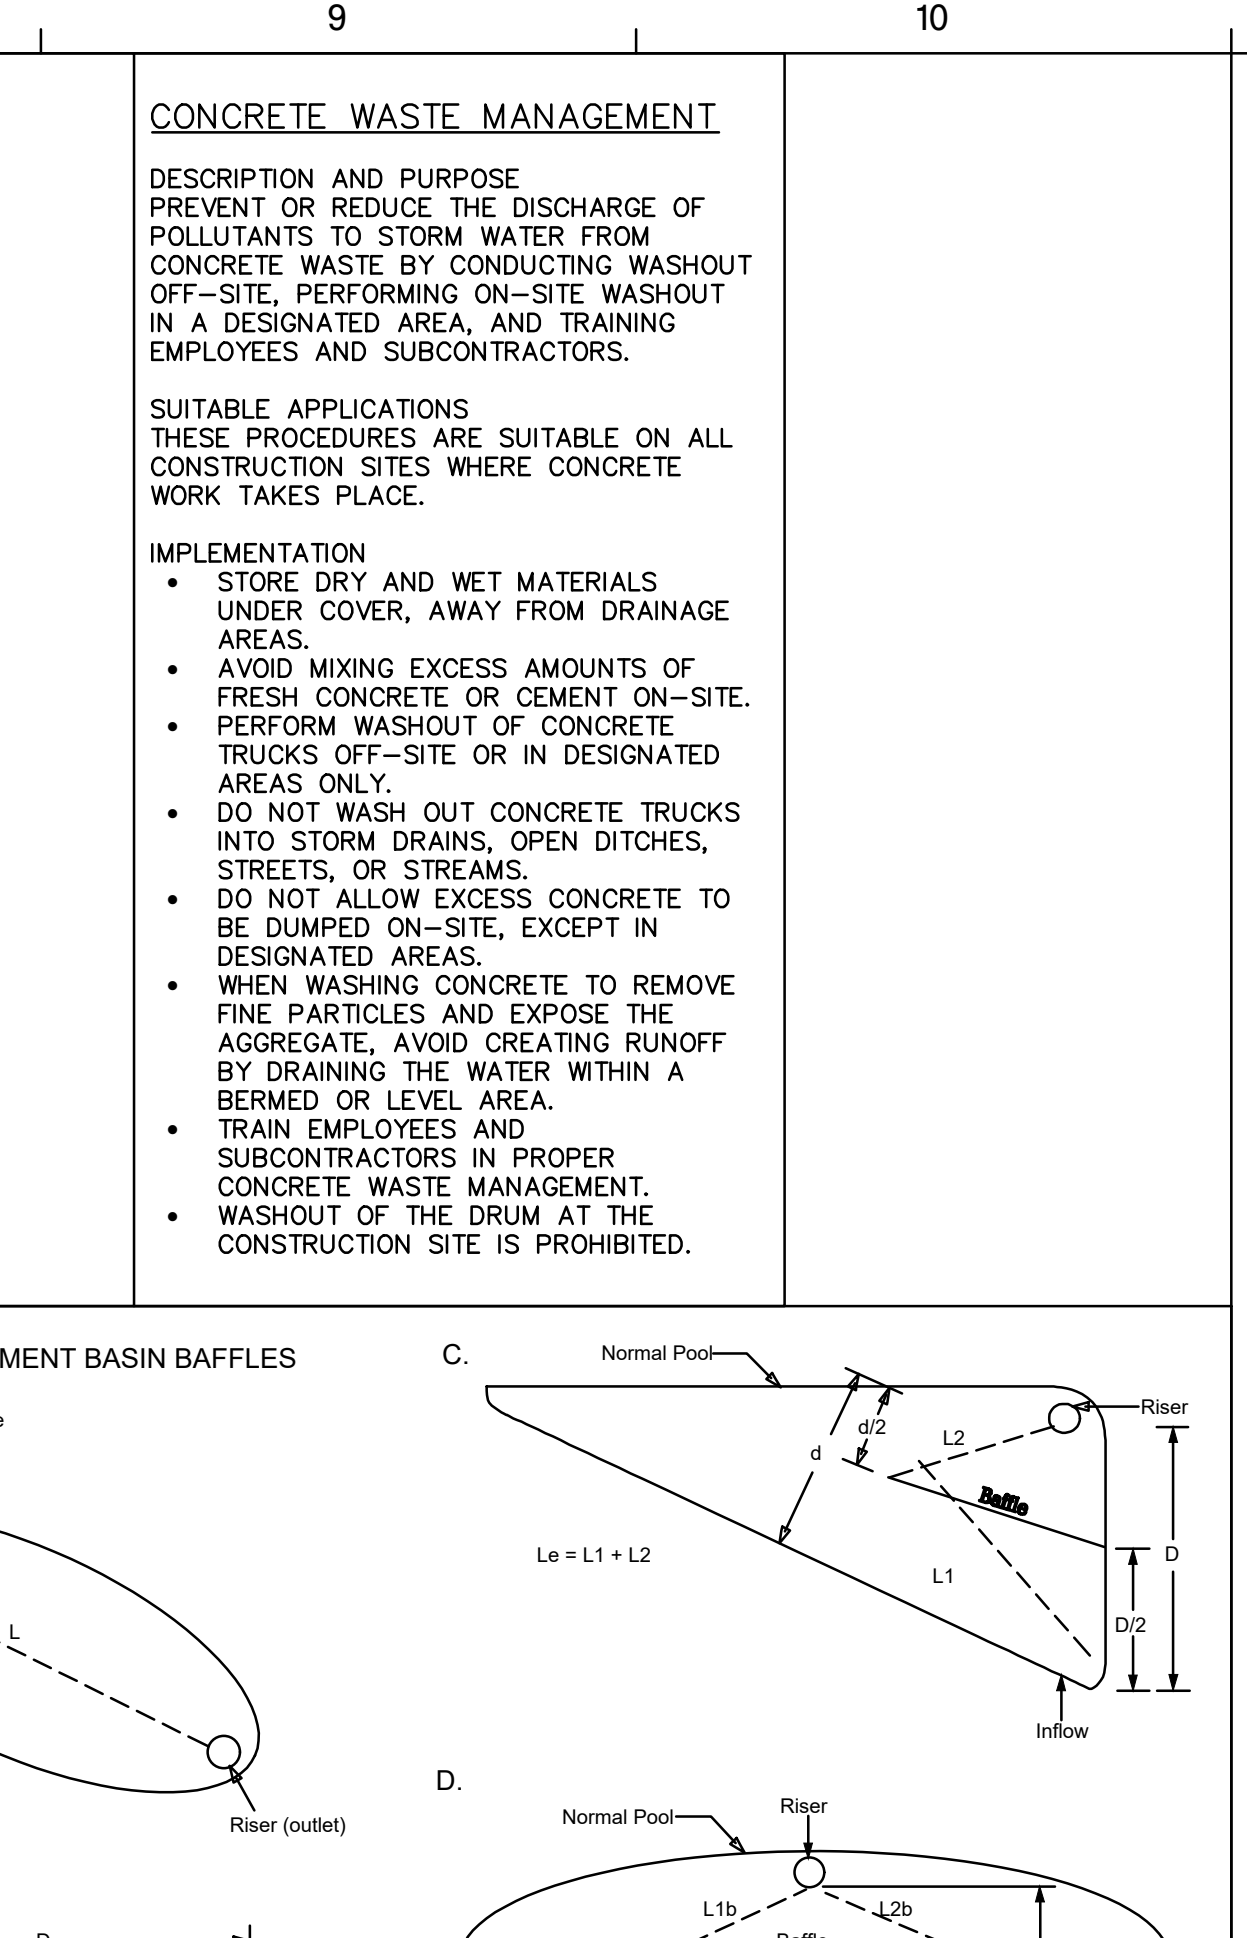 9
10
CONCRETE WASTE MANAGEMENT
DESCRIPTION AND PURPOSE
PREVENT OR REDUCE THE DISCHARGE OF
POLLUTANTS TO STORM WATER FROM
CONCRETE WASTE BY CONDUCTING WASHOUT
OFF-SITE, PERFORMING ON-SITE WASHOUT
IN A DESIGNATED AREA, AND TRAINING
EMPLOYEES AND SUBCONTRACTORS.
SUITABLE APPLICATIONS
THESE PROCEDURES ARE SUITABLE ON ALL
CONSTRUCTION SITES WHERE CONCRETE
WORK TAKES PLACE.
IMPLEMENTATION
• STORE DRY AND WET MATERIALS
UNDER COVER, AWAY FROM DRAINAGE
AREAS.
• AVOID MIXING EXCESS AMOUNTS OF
FRESH CONCRETE OR CEMENT ON-SITE.
• PERFORM WASHOUT OF CONCRETE
TRUCKS OFF-SITE OR IN DESIGNATED
AREAS ONLY.
• DO NOT WASH OUT CONCRETE TRUCKS
INTO STORM DRAINS, OPEN DITCHES,
STREETS, OR STREAMS.
• DO NOT ALLOW EXCESS CONCRETE TO
BE DUMPED ON-SITE, EXCEPT IN
DESIGNATED AREAS.
• WHEN WASHING CONCRETE TO REMOVE
FINE PARTICLES AND EXPOSE THE
AGGREGATE, AVOID CREATING RUNOFF
BY DRAINING THE WATER WITHIN A
BERMED OR LEVEL AREA.
• TRAIN EMPLOYEES AND
SUBCONTRACTORS IN PROPER
CONCRETE WASTE MANAGEMENT.
• WASHOUT OF THE DRUM AT THE
CONSTRUCTION SITE IS PROHIBITED.
MENT BASIN BAFFLES
e
L
Riser (outlet)
C.
Normal Pool
Riser
d/2
L2
d
Baffle
Le = L1 + L2
D
L1
D/2
Inflow
D.
Normal Pool
Riser
L1b
L2b
Baffle